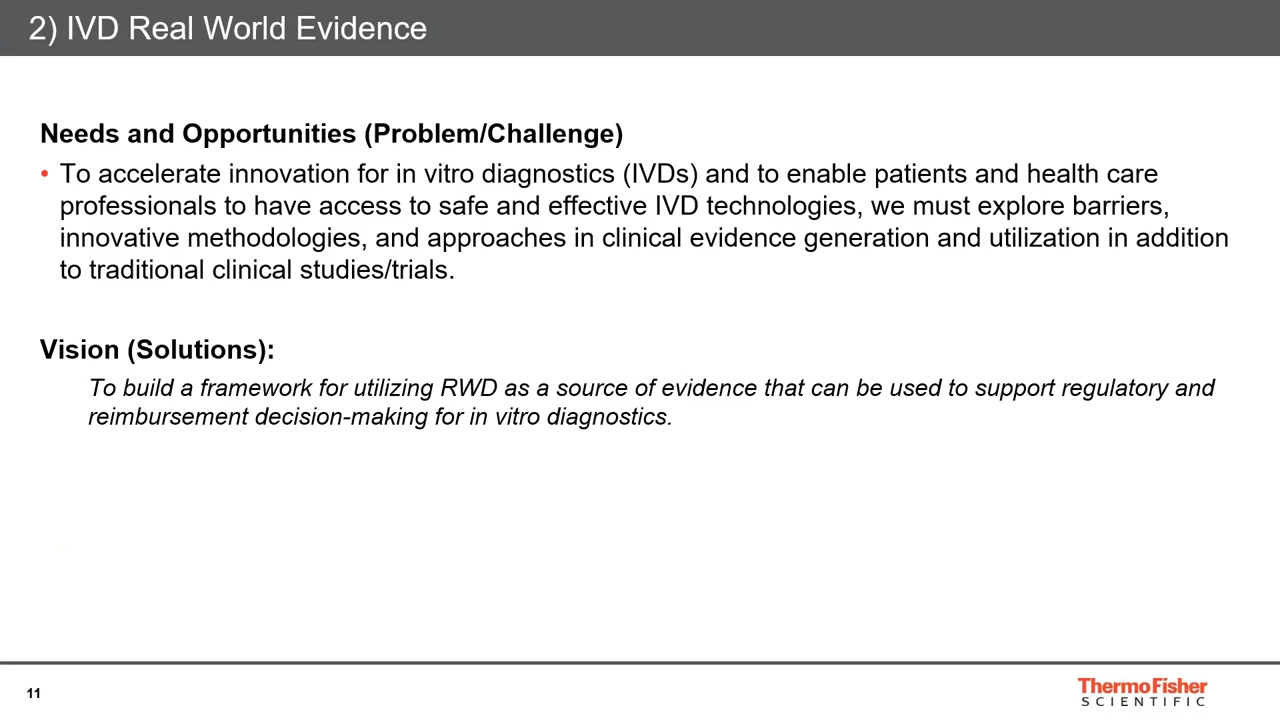 2) IVD Real World Evidence
Needs and Opportunities (Problem/Challenge)
• To accelerate innovation for in vitro diagnostics (IVDs) and to enable patients and health care
professionals to have access to safe and effective IVD technologies, we must explore barriers,
innovative methodologies, and approaches in clinical evidence generation and utilization in addition
to traditional clinical studies/trials.
Vision (Solutions):
To build a framework for utilizing RWD as a source of evidence that can be used to support regulatory and
reimbursement decision-making for in vitro diagnostics.
11
ThermoFisher
SCIENTIFIC